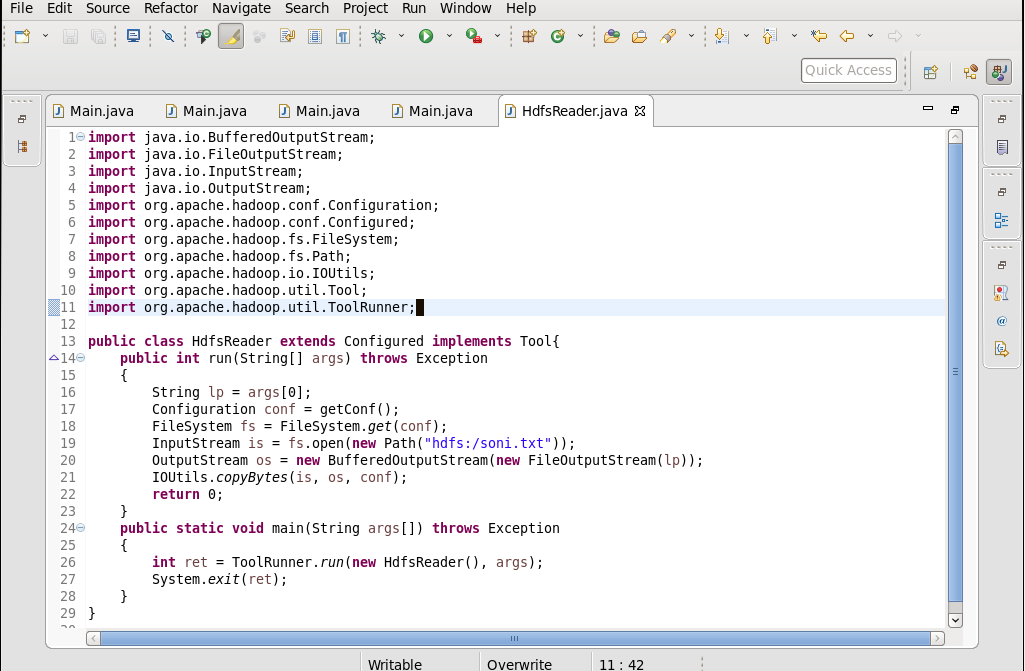 File Edit Source Refactor Navigate Search Project Run Window Help
Quick Access
Main.java Main.java Main.java Main.java HdfsReader.java
1 import java.io.BufferedOutputStream;
2 import java.io.FileOutputStream;
3 import java.io.InputStream;
4 import java.io.OutputStream;
5 import org.apache.hadoop.conf.Configuration;
6 import org.apache.hadoop.conf.Configured;
7 import org.apache.hadoop.fs.FileSystem;
8 import org.apache.hadoop.fs.Path;
9 import org.apache.hadoop.io.IOUtils;
10 import org.apache.hadoop.util.Tool;
11 import org.apache.hadoop.util.ToolRunner;
12
13 public class HdfsReader extends Configured implements Tool{
14     public int run(String[] args) throws Exception
15     {
16         String lp = args[0];
17         Configuration conf = getConf();
18         FileSystem fs = FileSystem.get(conf);
19         InputStream is = fs.open(new Path("hdfs:/soni.txt"));
20         OutputStream os = new BufferedOutputStream(new FileOutputStream(lp));
21         IOUtils.copyBytes(is, os, conf);
22         return 0;
23     }
24     public static void main(String args[]) throws Exception
25     {
26         int ret = ToolRunner.run(new HdfsReader(), args);
27         System.exit(ret);
28     }
29 }
Writable Overwrite 11 : 42